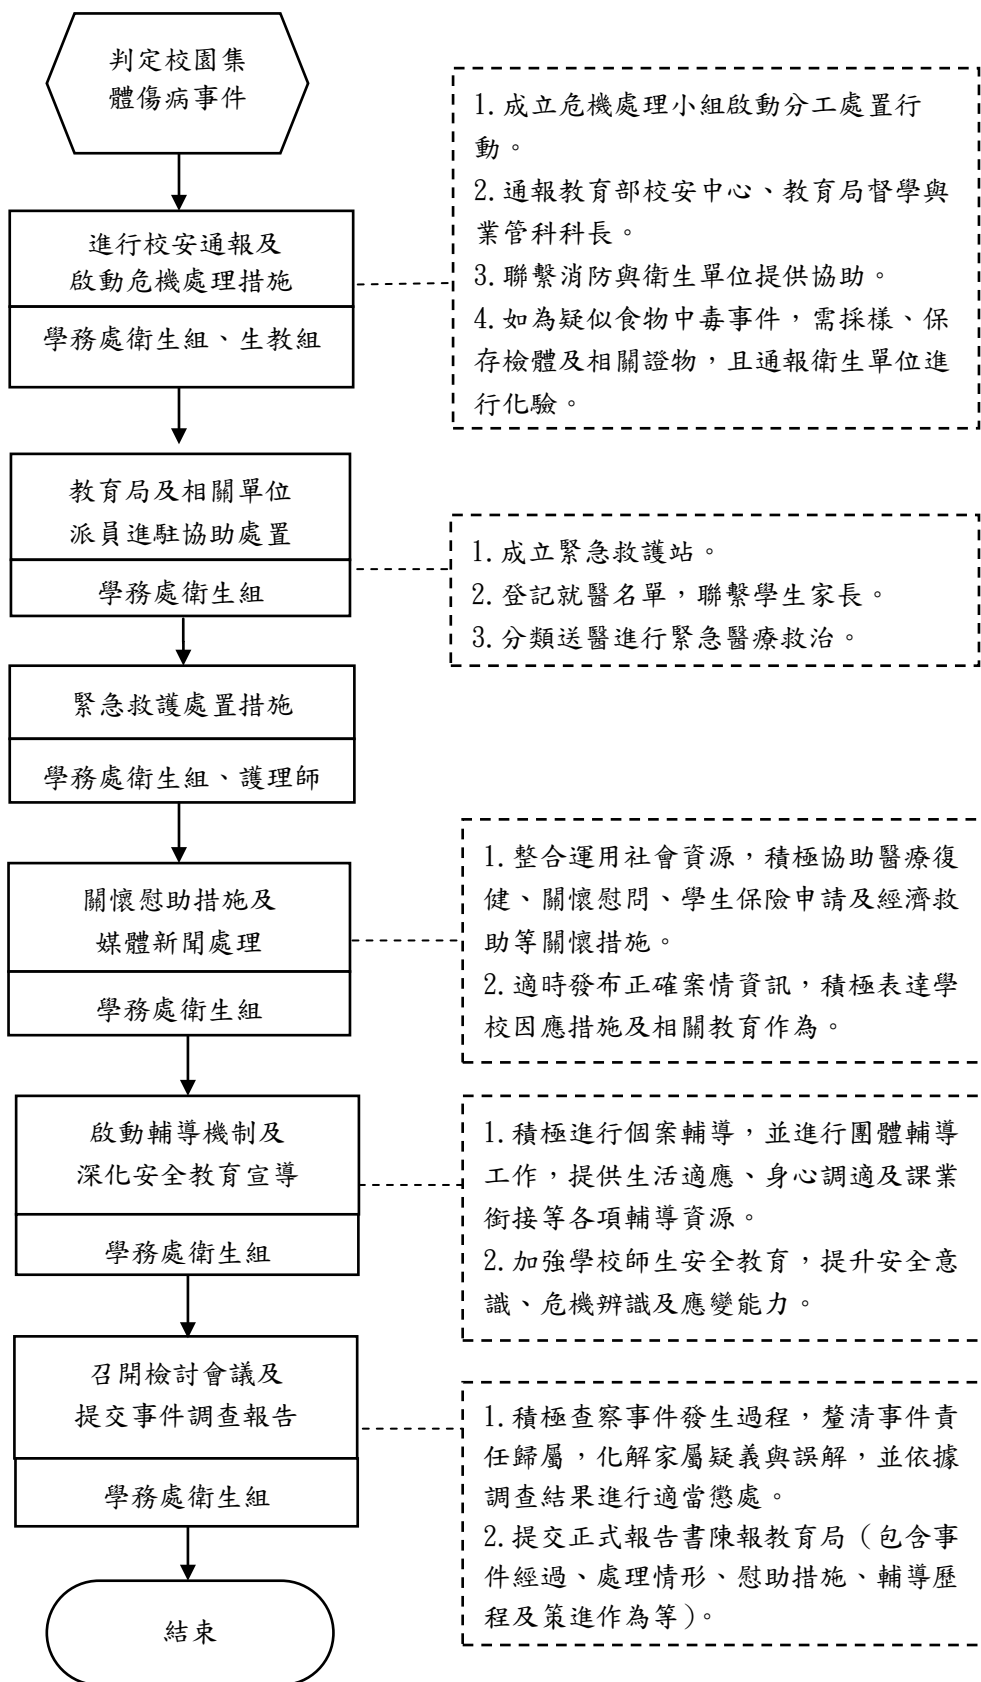 判定校園集
體傷病事件
進行校安通報及
啟動危機處理措施
學務處衛生組、生教組
1.成立危機處理小組啟動分工處置行
動。
2.通報教育部校安中心、教育局督學與
業管科科長。
3.聯繫消防與衛生單位提供協助。
4.如為疑似食物中毒事件，需採樣、保
存檢體及相關證物，且通報衛生單位進
行化驗。
教育局及相關單位
派員進駐協助處置
學務處衛生組
1.成立緊急救護站。
2.登記就醫名單，聯繫學生家長。
3.分類送醫進行緊急醫療救治。
緊急救護處置措施
學務處衛生組、護理師
關懷慰助措施及
媒體新聞處理
學務處衛生組
1.整合運用社會資源，積極協助醫療復
健、關懷慰問、學生保險申請及經濟救
助等關懷措施。
2.適時發布正確案情資訊，積極表達學
校因應措施及相關教育作為。
啟動輔導機制及
深化安全教育宣導
學務處衛生組
1.積極進行個案輔導，並進行團體輔導
工作，提供生活適應、身心調適及課業
銜接等各項輔導資源。
2.加強學校師生安全教育，提升安全意
識、危機辨識及應變能力。
召開檢討會議及
提交事件調查報告
學務處衛生組
1.積極查察事件發生過程，釐清事件責
任歸屬，化解家屬疑義與誤解，並依據
調查結果進行適當懲處。
2.提交正式報告書陳報教育局（包含事
件經過、處理情形、慰助措施、輔導歷
程及策進作為等）。
結束